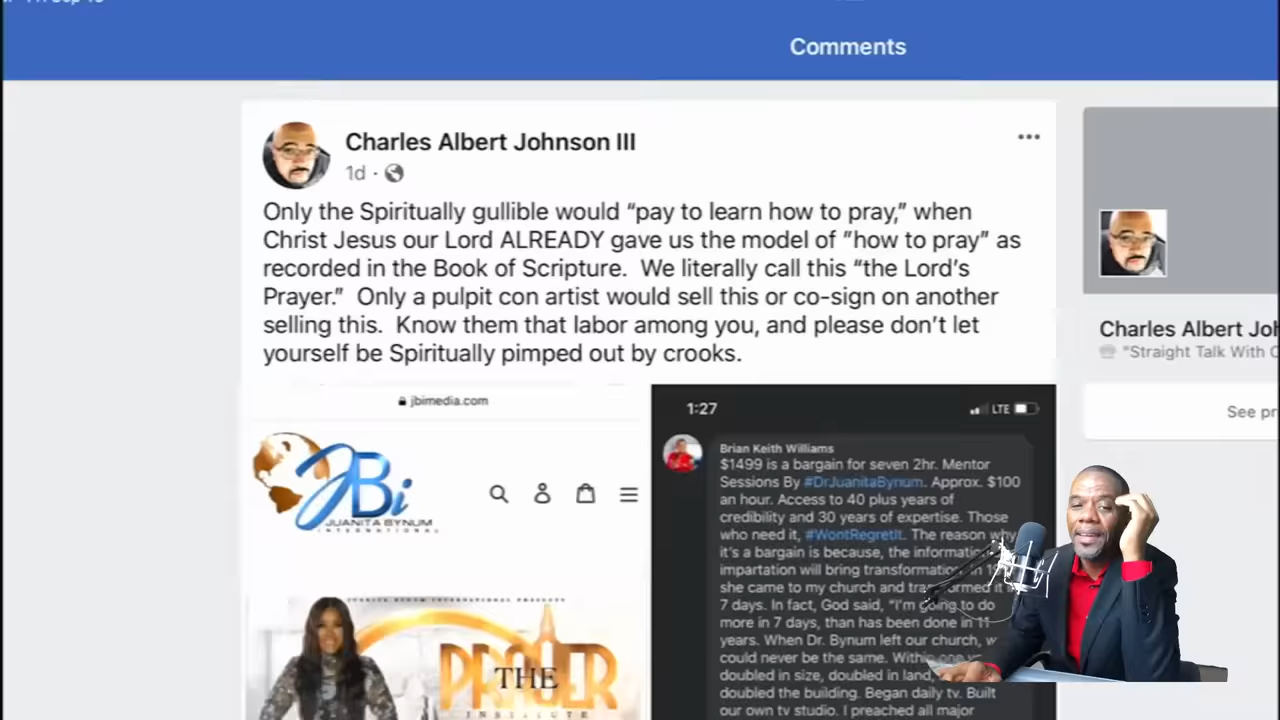 Comments
Charles Albert Johnson III
1d ·
Only the Spiritually gullible would “pay to learn how to pray,” when
Christ Jesus our Lord ALREADY gave us the model of ”how to pray” as
recorded in the Book of Scripture. We literally call this “the Lord’s
Prayer.” Only a pulpit con artist would sell this or co-sign on another
selling this. Know them that labor among you, and please don’t let
yourself be Spiritually pimped out by crooks.
jbimedia.com
JBi
JUANITA BYNUM
INTERNATIONAL
JUANITA BYNUM INTERNATIONAL PRESENTS
THE
PRAYER
INSTITUTE
1:27
LTE
Brian Keith Williams
$1499 is a bargain for seven 2hr. Mentor
Sessions By #DrJuanitaBynum. Approx. $100
an hour. Access to 40 plus years of
credibility and 30 years of expertise. Those
who need it, #WontRegretIt. The reason why
it’s a bargain is because, the information
impartation will bring transformation. In
she came to my church and transformed it
7 days. In fact, God said, “I’m going to do
more in 7 days, than has been done in 11
years. When Dr. Bynum left our church,
could never be the same. Within one
doubled in size, doubled in land,
doubled the building. Began daily tv. Built
our own tv studio. I preached all major
Charles Albert Joh
"Straight Talk With C
See pr